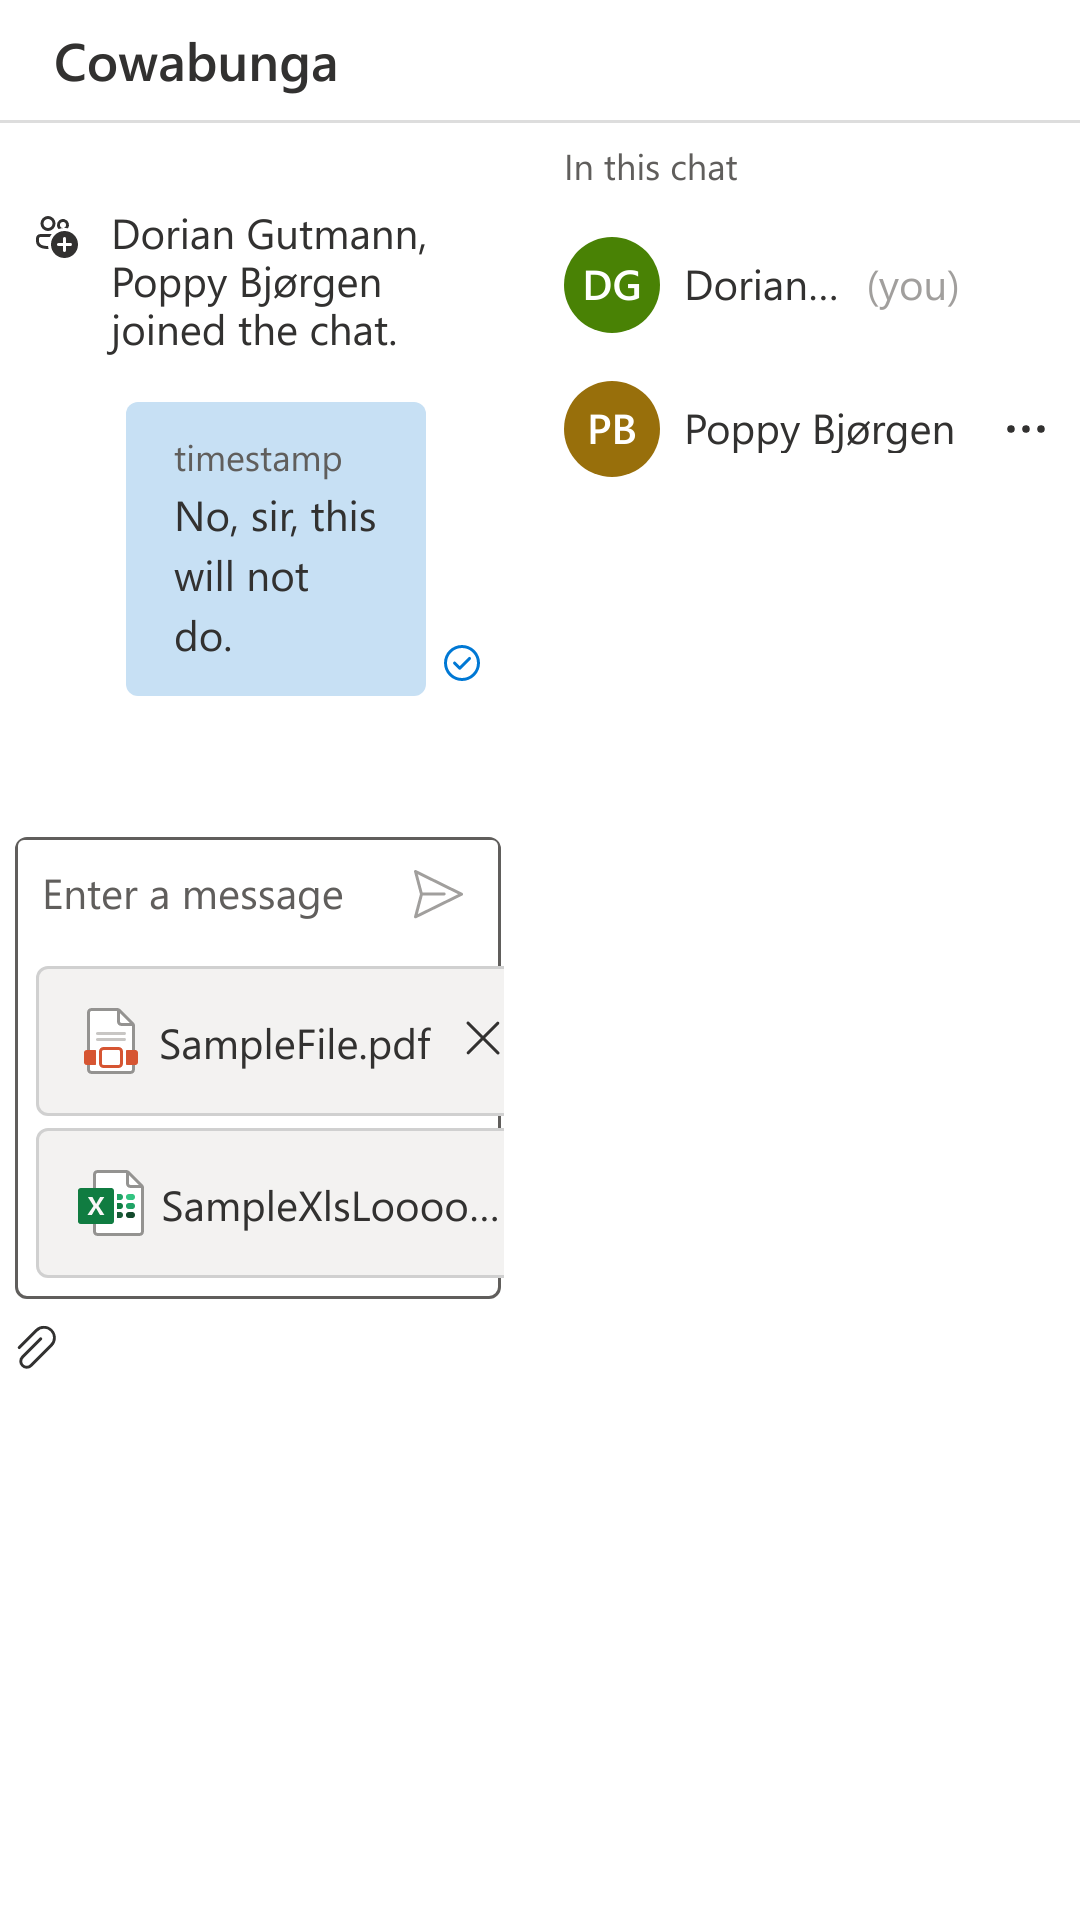 Cowabunga
Dorian Gutmann,
Poppy Bjørgen
joined the chat.
timestamp
No, sir, this
will not
do.
Enter a message
SampleFile.pdf
X
SampleXlsLoooo...
In this chat
DG
Dorian... (you)
PB
Poppy Bjørgen